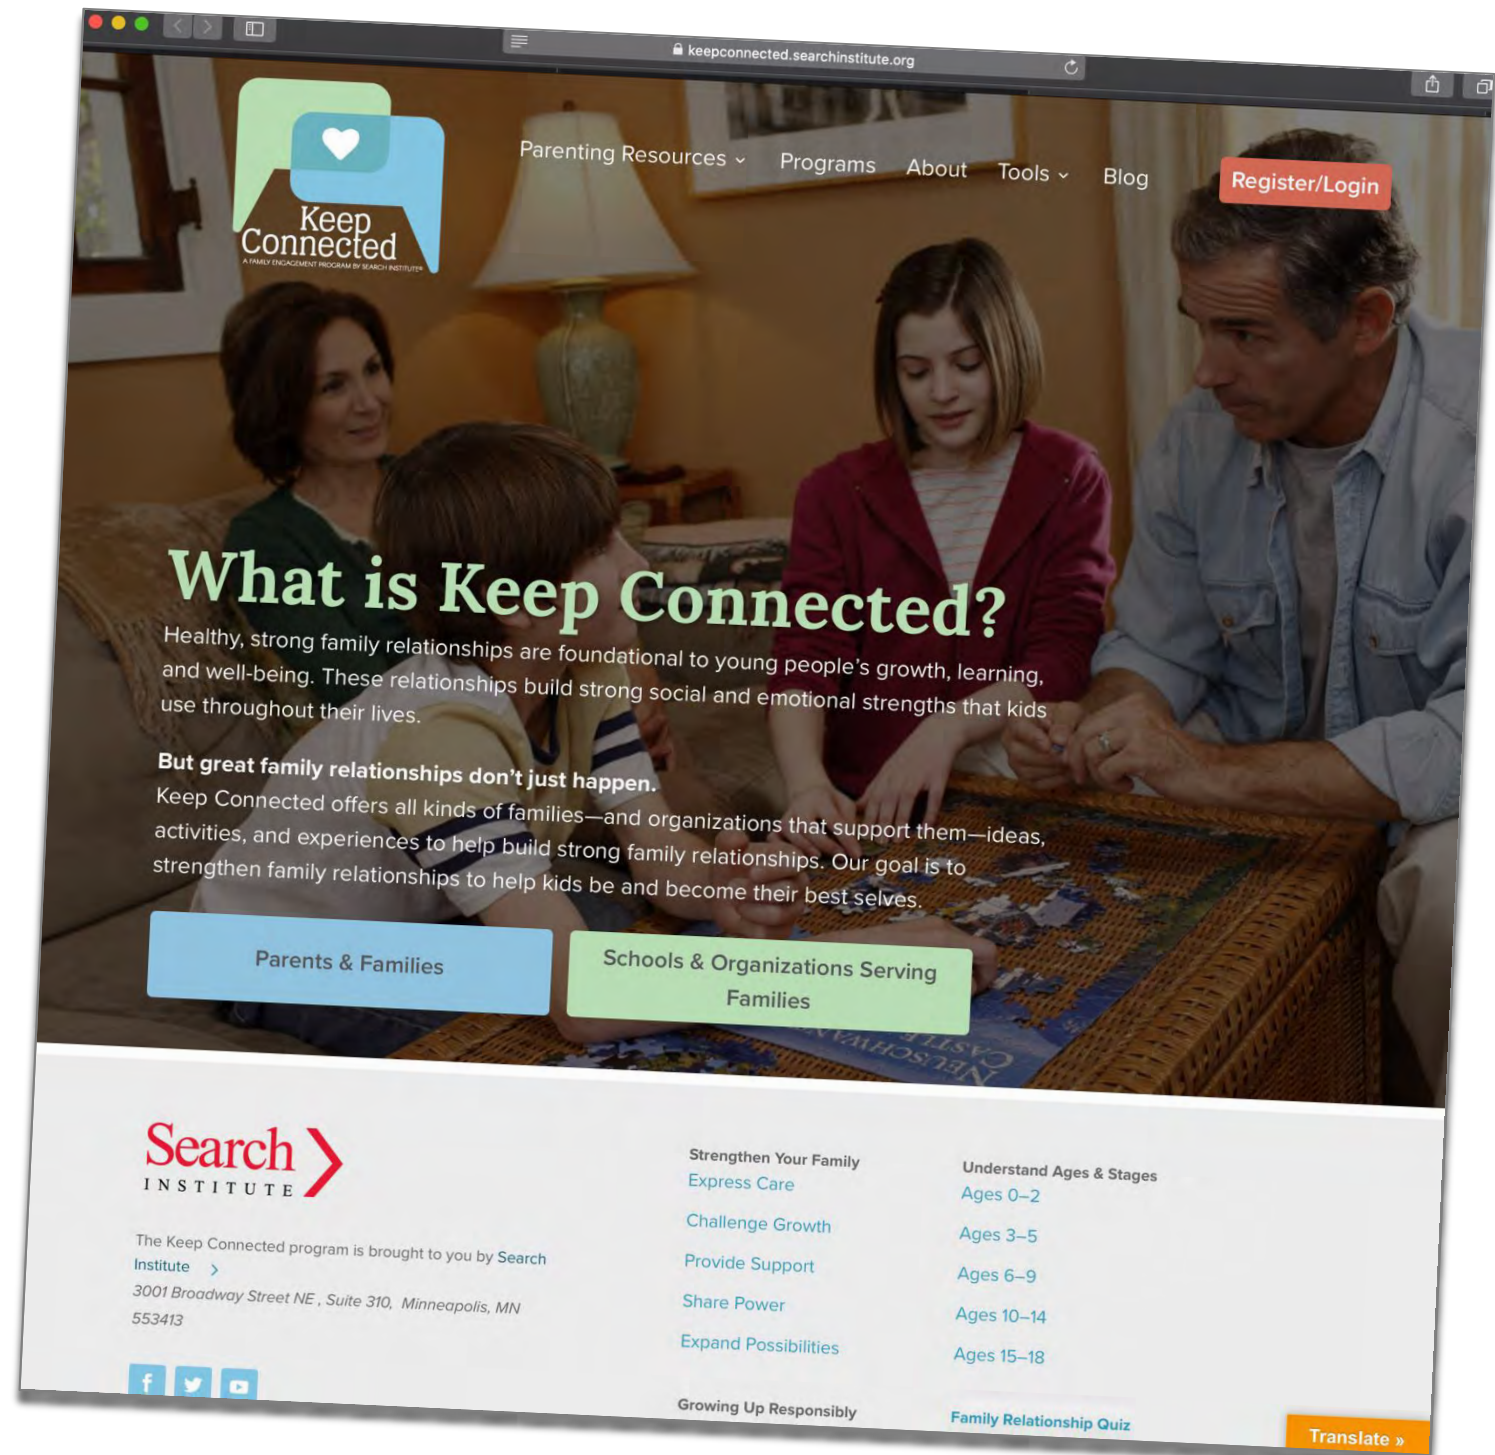 keepconnected.searchinstitute.org
Keep
Connected
A FAMILY ENGAGEMENT PROGRAM BY SEARCH INSTITUTE®
Parenting Resources
Programs
About
Tools
Blog
Register/Login
What is Keep Connected?
Healthy, strong family relationships are foundational to young people's growth, learning,
and well-being. These relationships build strong social and emotional strengths that kids
use throughout their lives.
But great family relationships don't just happen.
Keep Connected offers all kinds of families—and organizations that support them—ideas,
activities, and experiences to help build strong family relationships. Our goal is to
strengthen family relationships to help kids be and become their best selves.
Parents & Families
Schools & Organizations Serving
Families
NEUSCHWANSTEIN
CASTLE
Search
INSTITUTE
The Keep Connected program is brought to you by Search
Institute >
3001 Broadway Street NE , Suite 310, Minneapolis, MN
553413
Strengthen Your Family
Express Care
Challenge Growth
Provide Support
Share Power
Expand Possibilities
Growing Up Responsibly
Understand Ages & Stages
Ages 0–2
Ages 3–5
Ages 6–9
Ages 10–14
Ages 15–18
Family Relationship Quiz
Translate »